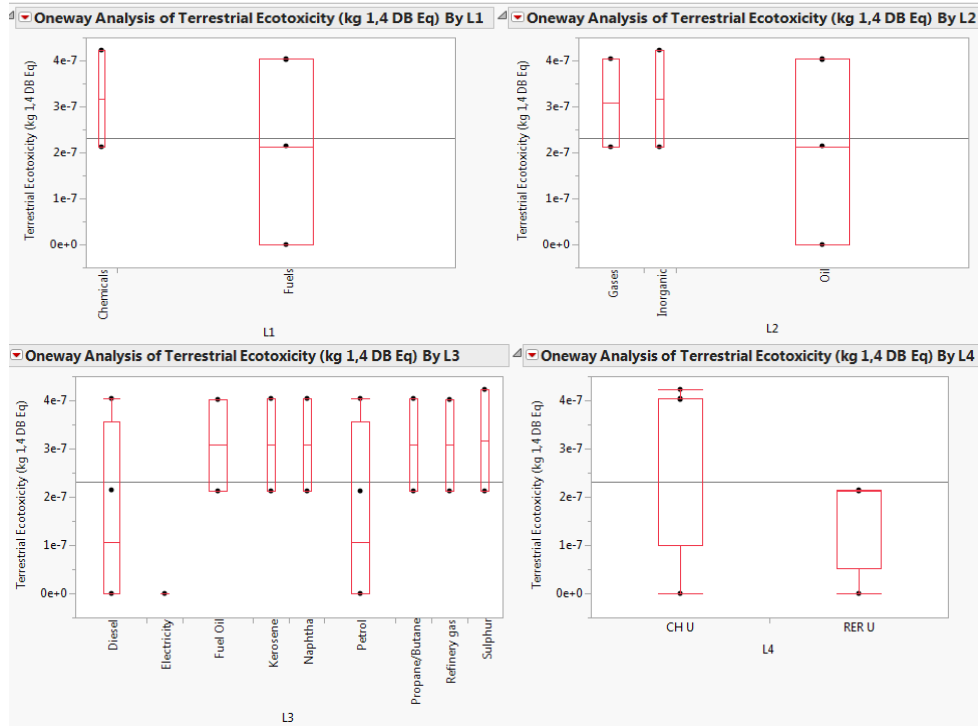 Oneway Analysis of Terrestrial Ecotoxicity (kg 1,4 DB Eq) By L1
Terrestrial Ecotoxicity (kg 1,4 DB Eq)
4e-7
3e-7
2e-7
1e-7
0e+0
Chemicals
Fuels
L1
Oneway Analysis of Terrestrial Ecotoxicity (kg 1,4 DB Eq) By L2
Terrestrial Ecotoxicity (kg 1,4 DB Eq)
4e-7
3e-7
2e-7
1e-7
0e+0
Gases
Inorganic
Oil
L2
Oneway Analysis of Terrestrial Ecotoxicity (kg 1,4 DB Eq) By L3
Terrestrial Ecotoxicity (kg 1,4 DB Eq)
4e-7
3e-7
2e-7
1e-7
0e+0
Diesel
Electricity
Fuel Oil
Kerosene
Naphtha
Petrol
Propane/Butane
Refinery gas
Sulphur
L3
Oneway Analysis of Terrestrial Ecotoxicity (kg 1,4 DB Eq) By L4
Terrestrial Ecotoxicity (kg 1,4 DB Eq)
4e-7
3e-7
2e-7
1e-7
0e+0
CH U
RER U
L4